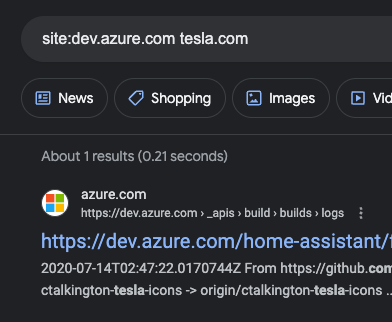 site:dev.azure.com tesla.com
News Shopping Images Vid
About 1 results (0.21 seconds)
azure.com
https://dev.azure.com › _apis › build › builds › logs
https://dev.azure.com/home-assistant/f
2020-07-14T02:47:22.0170744Z From https://github.com
ctalkington-tesla-icons -> origin/ctalkington-tesla-icons ...